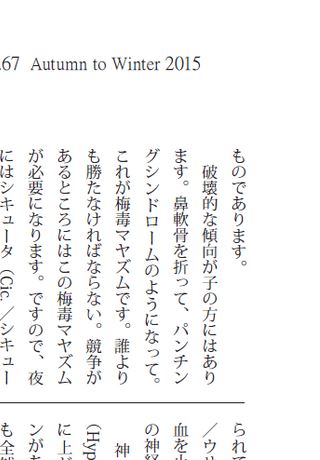 .67 Autumn to Winter 2015
ものであります。
破壊的な傾向が子の方にはあり
ます。鼻軟骨を折って、パンチン
グシンドロームのようになって。
これが梅毒マヤズムです。誰より
も勝たなければならない。競争が
あるところにはこの梅毒マヤズム
が必要になります。ですので、夜
にはシキュータ（Cic.／シキュー
られて
／ウサ
血を止
の神経
神
（Hyp
に上が
ンがあ
も全然